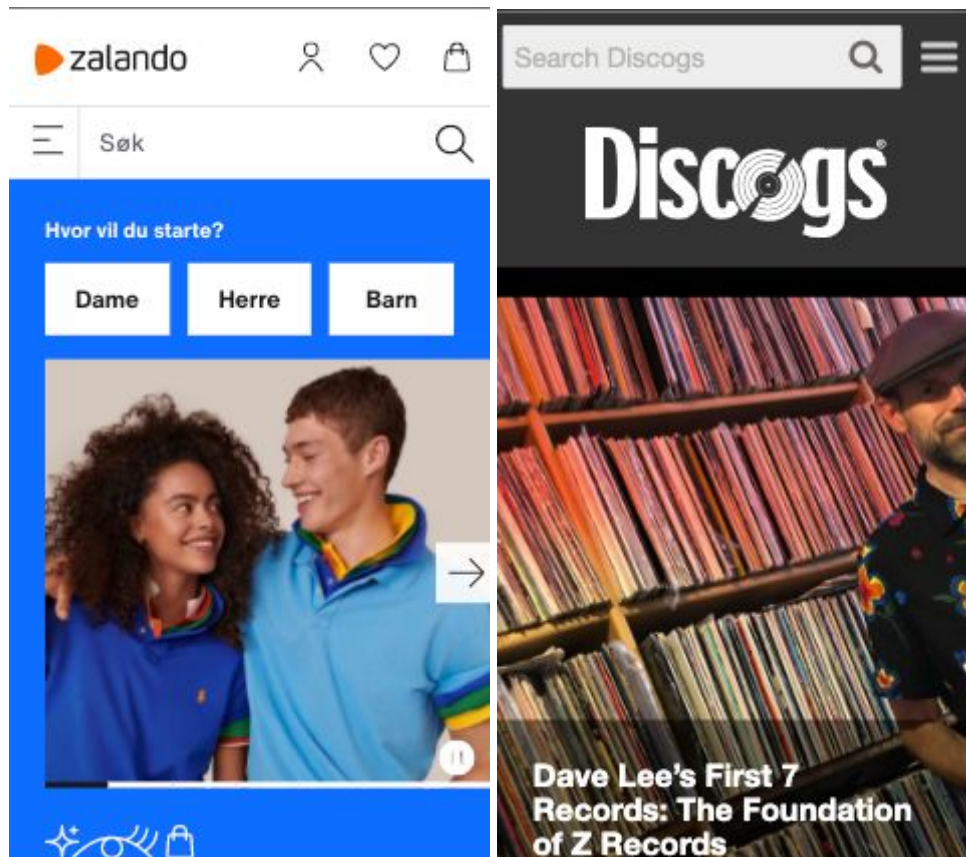 zalando
Søk
Hvor vil du starte?
Dame
Herre
Barn
Search Discogs
Discogs®
Dave Lee's First 7
Records: The Foundation
of Z Records